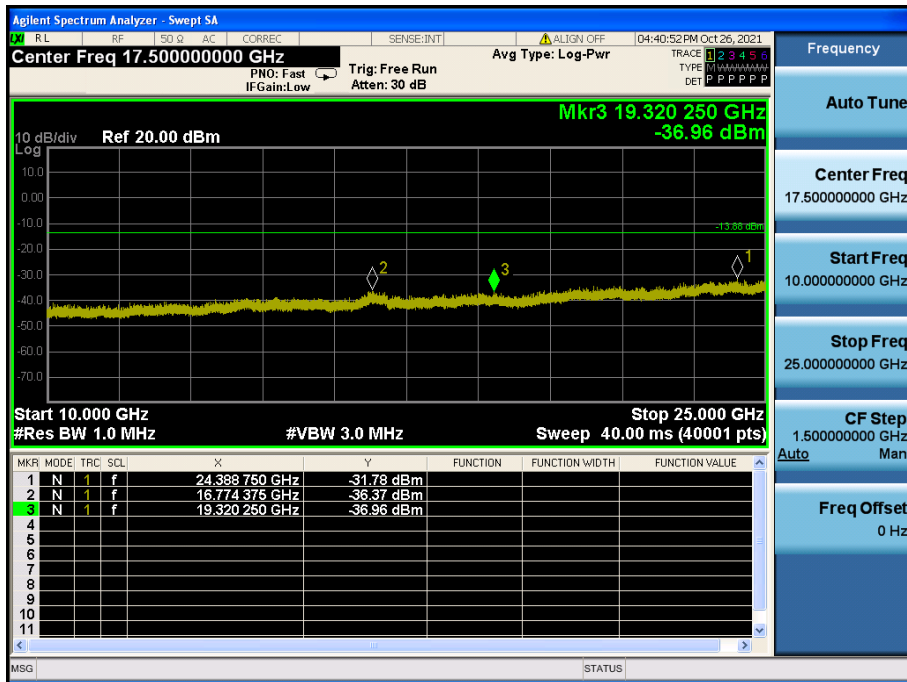 Agilent Spectrum Analyzer - Swept SA
LXI RL RF 50 Ω AC CORREC SENSE:INT ALIGN OFF 04:40:52 PM Oct 26, 2021
Center Freq 17.500000000 GHz
PNO: Fast
IFGain:Low
Trig: Free Run
Atten: 30 dB
Avg Type: Log-Pwr
TRACE 1 2 3 4 5 6
TYPE M WWWWW
DET P P P P P P
Mkr3 19.320 250 GHz
-36.96 dBm
10 dB/div Ref 20.00 dBm
Log
10.0
0.00
-10.0
-13.66 dBm
-20.0
-30.0
-40.0
-50.0
-60.0
-70.0
2
3
1
Start 10.000 GHz Stop 25.000 GHz
#Res BW 1.0 MHz #VBW 3.0 MHz Sweep 40.00 ms (40001 pts)
MKR MODE TRC SCL X Y FUNCTION FUNCTION WIDTH FUNCTION VALUE
1 N 1 f 24.388 750 GHz -31.78 dBm
2 N 1 f 16.774 375 GHz -36.37 dBm
3 N 1 f 19.320 250 GHz -36.96 dBm
4
5
6
7
8
9
10
11
MSG STATUS
Frequency
Auto Tune
Center Freq
17.500000000 GHz
Start Freq
10.000000000 GHz
Stop Freq
25.000000000 GHz
CF Step
1.500000000 GHz
Auto Man
Freq Offset
0 Hz